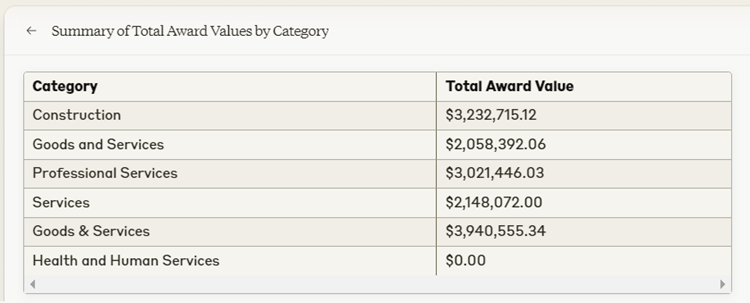 ← Summary of Total Award Values by Category
Category Total Award Value
Construction $3,232,715.12
Goods and Services $2,058,392.06
Professional Services $3,021,446.03
Services $2,148,072.00
Goods & Services $3,940,555.34
Health and Human Services $0.00